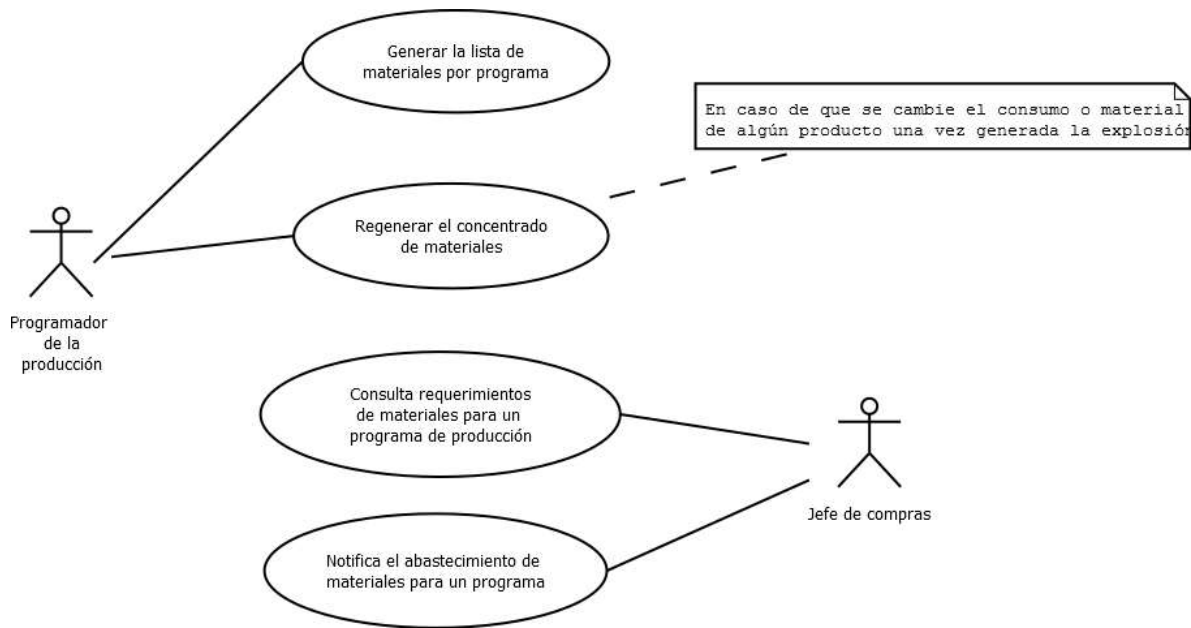 Generar la lista de
materiales por programa
En caso de que se cambie el consumo o material
de algún producto una vez generada la explosión
Regenerar el concentrado
de materiales
Programador
de la
producción
Consulta requerimientos
de materiales para un
programa de producción
Jefe de compras
Notifica el abastecimiento de
materiales para un programa